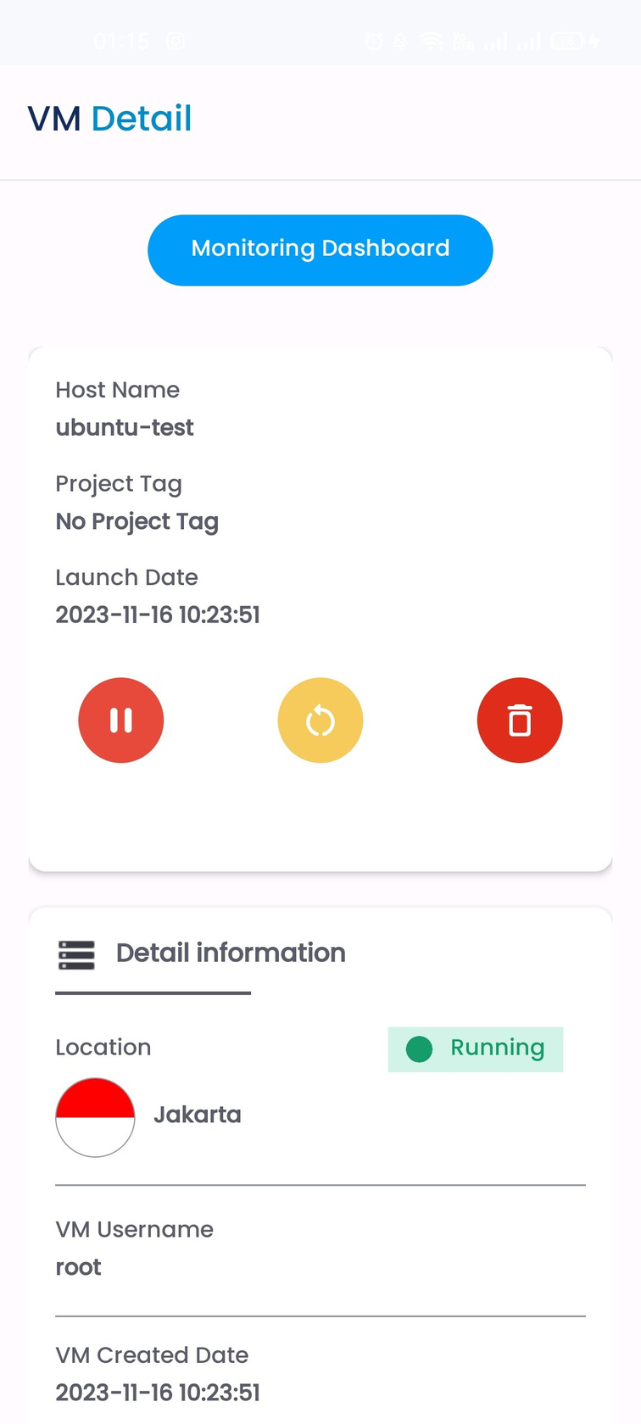 01:15
VM Detail
Monitoring Dashboard
Host Name
ubuntu-test
Project Tag
No Project Tag
Launch Date
2023-11-16 10:23:51
Detail information
Location
Running
Jakarta
VM Username
root
VM Created Date
2023-11-16 10:23:51